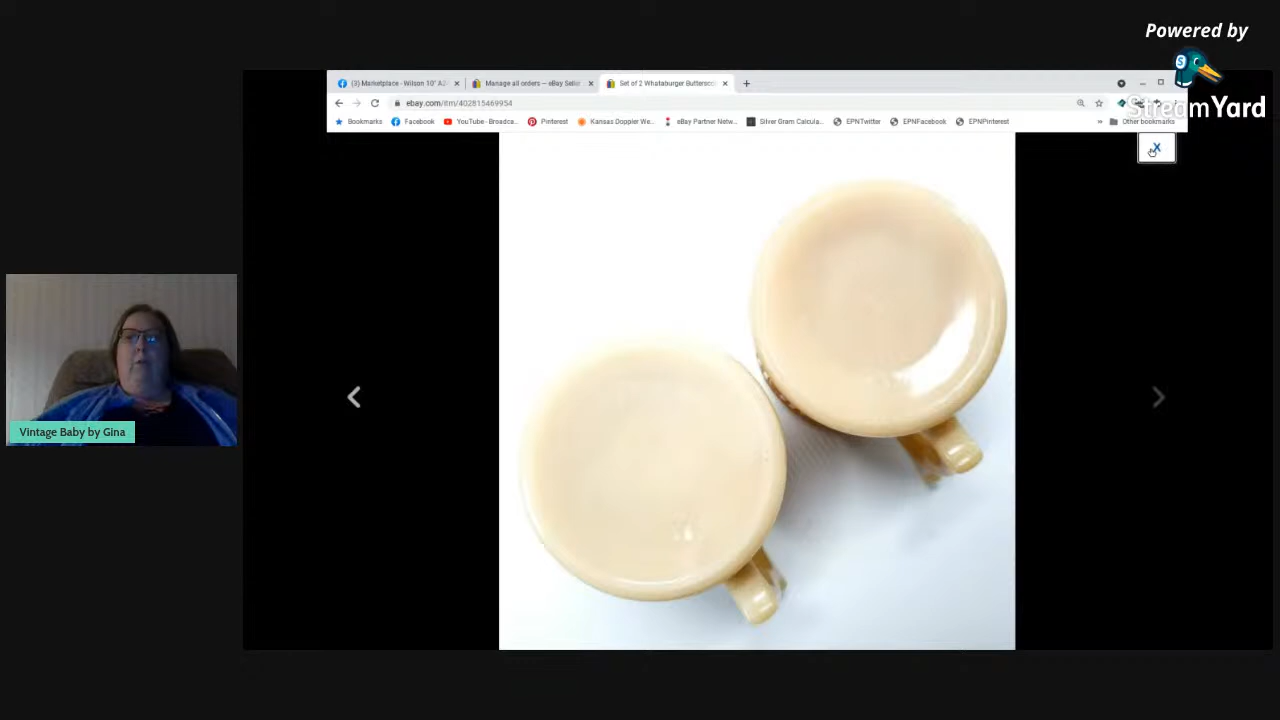 Powered by
StreamYard
(3) Marketplace - Wilson 10" A2
Manage all orders – eBay Seller
Set of 2 Whataburger Buttersco
ebay.com/itm/402815469954
Bookmarks
Facebook
YouTube - Broadca...
Pinterest
Kansas Doppler We...
eBay Partner Netw...
Silver Gram Calcula...
EPNTwitter
EPNFacebook
EPNPinterest
»
Other bookmarks
X
Vintage Baby by Gina